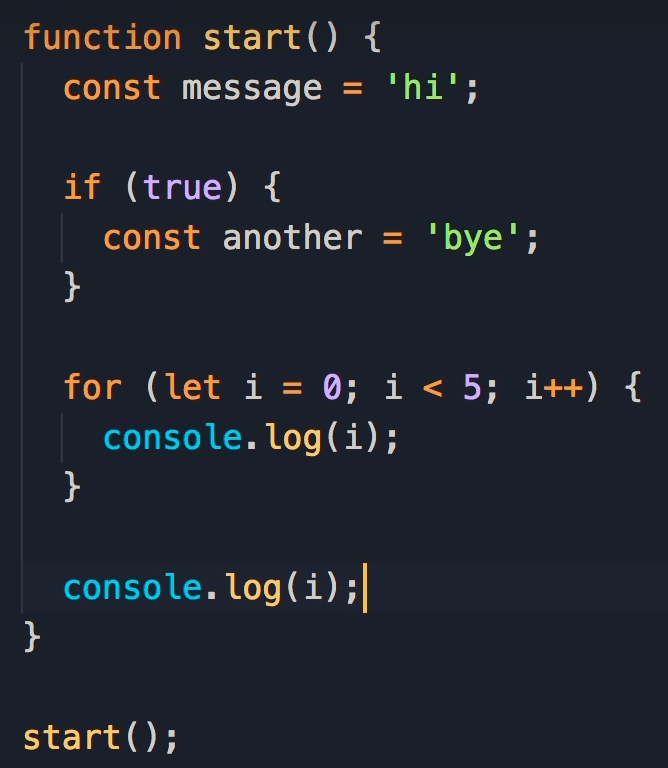 function start() {
  const message = 'hi';

  if (true) {
    const another = 'bye';
  }

  for (let i = 0; i < 5; i++) {
    console.log(i);
  }

  console.log(i);
}

start();